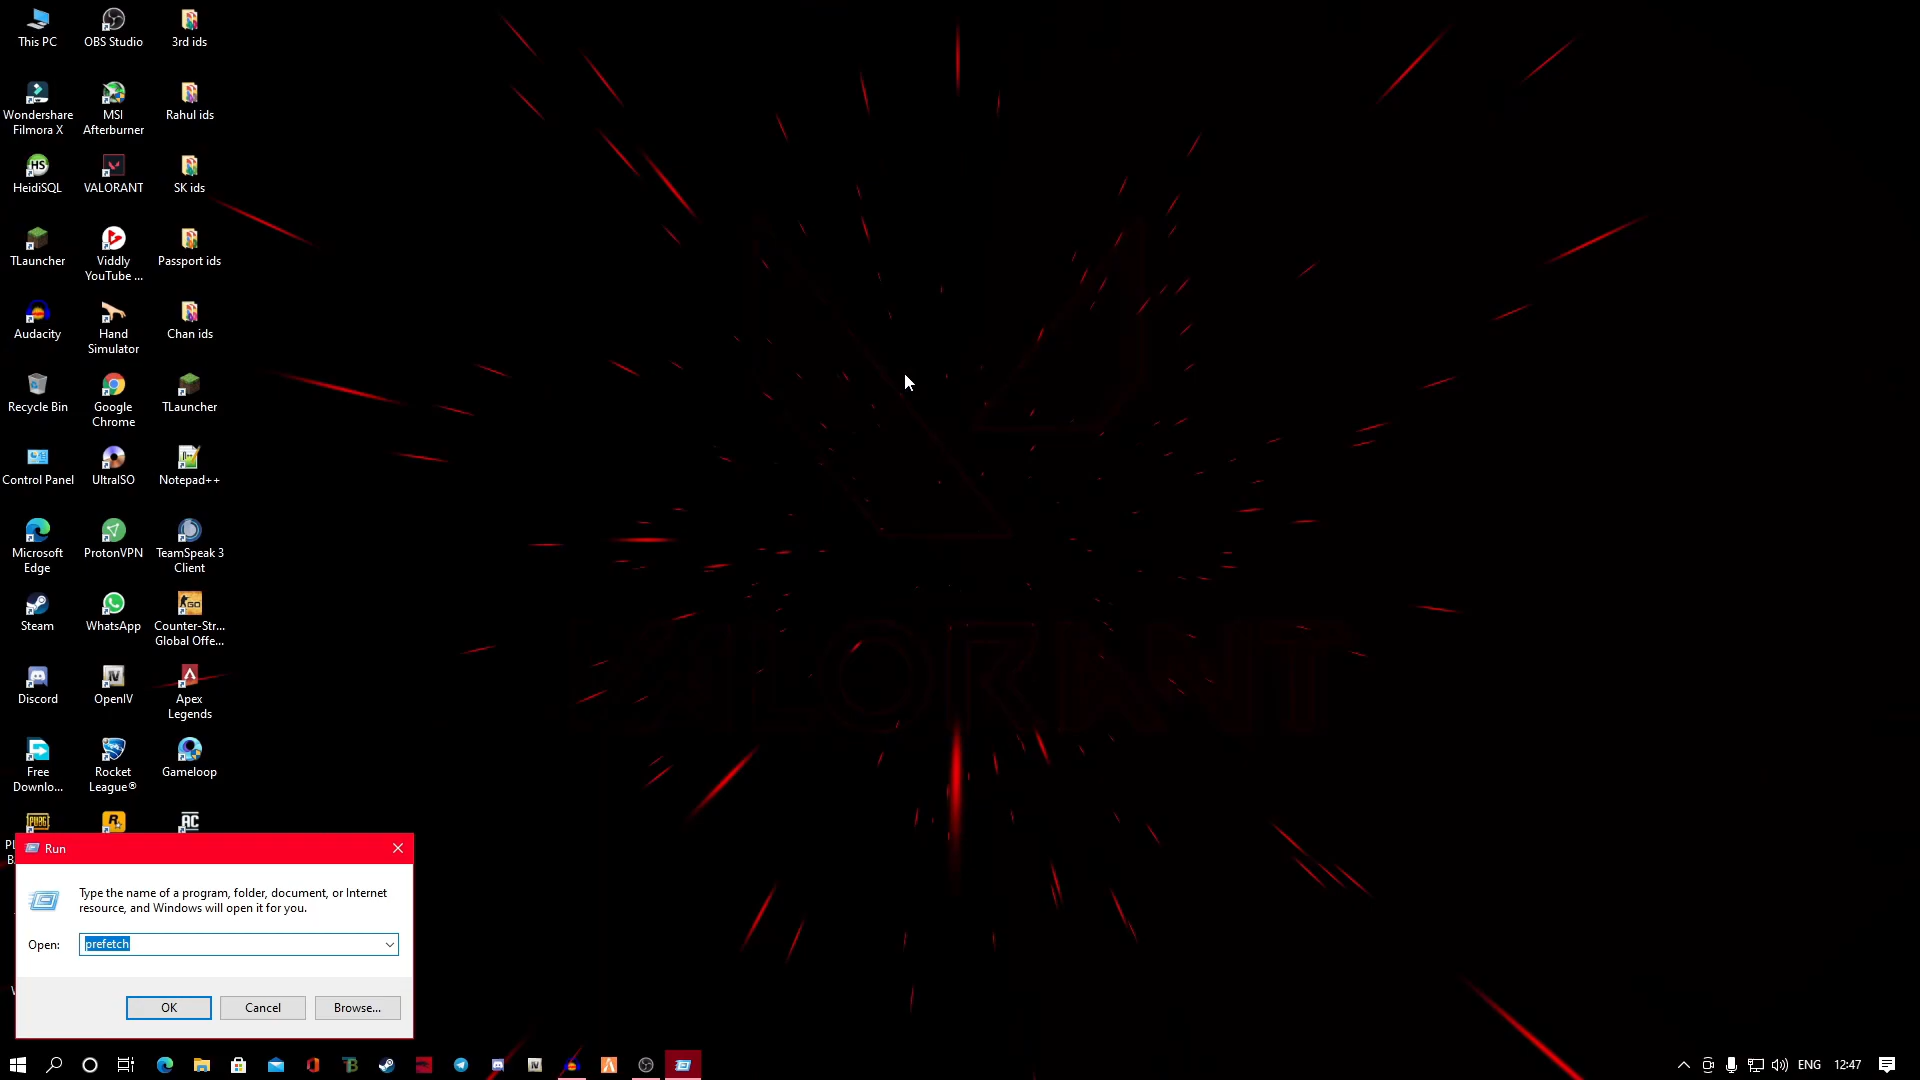 This PC
OBS Studio
3rd ids
Wondershare
Filmora X
MSI
Afterburner
Rahul ids
HeidiSQL
VALORANT
SK ids
TLauncher
Viddly
YouTube ...
Passport ids
Audacity
Hand
Simulator
Chan ids
Recycle Bin
Google
Chrome
TLauncher
Control Panel
UltraISO
Notepad++
Microsoft
Edge
ProtonVPN
TeamSpeak 3
Client
Steam
WhatsApp
Counter-Str...
Global Offe...
Discord
OpenIV
Apex
Legends
Free
Downlo...
Rocket
League®
Gameloop
VALORANT
Run
Type the name of a program, folder, document, or Internet
resource, and Windows will open it for you.
Open:
prefetch
OK
Cancel
Browse...
ENG
12:47